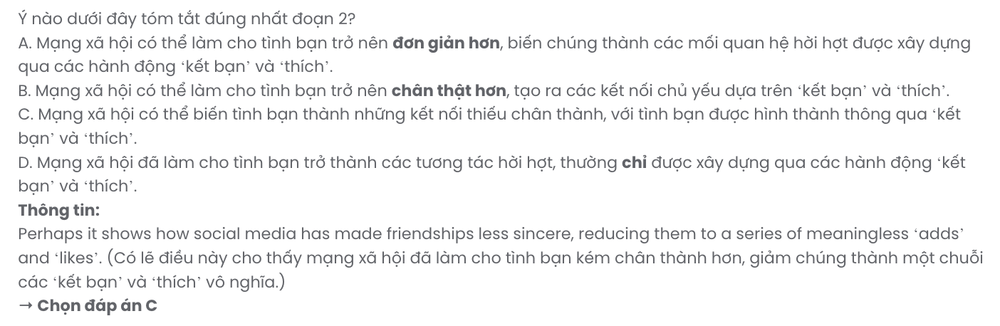 Ý nào dưới đây tóm tắt đúng nhất đoạn 2?
A. Mạng xã hội có thể làm cho tình bạn trở nên đơn giản hơn, biến chúng thành các mối quan hệ hời hợt được xây dựng
qua các hành động ‘kết bạn’ và ‘thích’.
B. Mạng xã hội có thể làm cho tình bạn trở nên chân thật hơn, tạo ra các kết nối chủ yếu dựa trên ‘kết bạn’ và ‘thích’.
C. Mạng xã hội có thể biến tình bạn thành những kết nối thiếu chân thành, với tình bạn được hình thành thông qua ‘kết
bạn’ và ‘thích’.
D. Mạng xã hội đã làm cho tình bạn trở thành các tương tác hời hợt, thường chỉ được xây dựng qua các hành động ‘kết
bạn’ và ‘thích’.
Thông tin:
Perhaps it shows how social media has made friendships less sincere, reducing them to a series of meaningless ‘adds’
and ‘likes’. (Có lẽ điều này cho thấy mạng xã hội đã làm cho tình bạn kém chân thành hơn, giảm chúng thành một chuỗi
các ‘kết bạn’ và ‘thích’ vô nghĩa.)
→ Chọn đáp án C